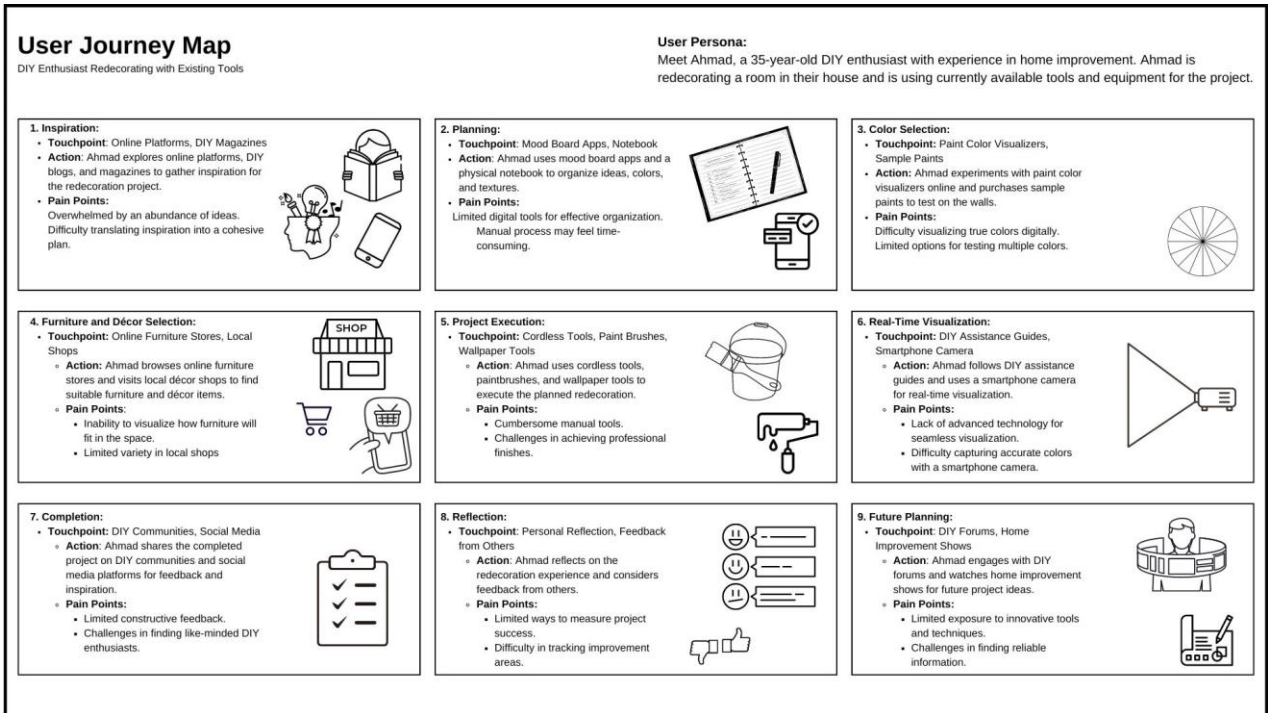 User Journey Map
DIY Enthusiast Redecorating with Existing Tools
User Persona:
Meet Ahmad, a 35-year-old DIY enthusiast with experience in home improvement. Ahmad is
redecorating a room in their house and is using currently available tools and equipment for the project.
1. Inspiration:
• Touchpoint: Online Platforms, DIY Magazines
• Action: Ahmad explores online platforms, DIY
blogs, and magazines to gather inspiration for
the redecoration project.
• Pain Points:
Overwhelmed by an abundance of ideas.
Difficulty translating inspiration into a cohesive
plan.
2. Planning:
• Touchpoint: Mood Board Apps, Notebook
• Action: Ahmad uses mood board apps and a
physical notebook to organize ideas, colors,
and textures.
• Pain Points:
Limited digital tools for effective organization.
Manual process may feel time-
consuming.
3. Color Selection:
• Touchpoint: Paint Color Visualizers,
Sample Paints
• Action: Ahmad experiments with paint color
visualizers online and purchases sample
paints to test on the walls.
• Pain Points:
Difficulty visualizing true colors digitally.
Limited options for testing multiple colors.
4. Furniture and Décor Selection:
• Touchpoint: Online Furniture Stores, Local
Shops
◦ Action: Ahmad browses online furniture
stores and visits local décor shops to find
suitable furniture and décor items.
◦ Pain Points:
▪ Inability to visualize how furniture will
fit in the space.
▪ Limited variety in local shops
SHOP
5. Project Execution:
• Touchpoint: Cordless Tools, Paint Brushes,
Wallpaper Tools
◦ Action: Ahmad uses cordless tools,
paintbrushes, and wallpaper tools to
execute the planned redecoration.
◦ Pain Points:
▪ Cumbersome manual tools.
▪ Challenges in achieving professional
finishes.
6. Real-Time Visualization:
• Touchpoint: DIY Assistance Guides,
Smartphone Camera
◦ Action: Ahmad follows DIY assistance
guides and uses a smartphone camera
for real-time visualization.
◦ Pain Points:
▪ Lack of advanced technology for
seamless visualization.
▪ Difficulty capturing accurate colors
with a smartphone camera.
7. Completion:
• Touchpoint: DIY Communities, Social Media
◦ Action: Ahmad shares the completed
project on DIY communities and social
media platforms for feedback and
inspiration.
◦ Pain Points:
▪ Limited constructive feedback.
▪ Challenges in finding like-minded DIY
enthusiasts.
8. Reflection:
• Touchpoint: Personal Reflection, Feedback
from Others
◦ Action: Ahmad reflects on the
redecoration experience and considers
feedback from others.
◦ Pain Points:
▪ Limited ways to measure project
success.
▪ Difficulty in tracking improvement
areas.
9. Future Planning:
• Touchpoint: DIY Forums, Home
Improvement Shows
◦ Action: Ahmad engages with DIY
forums and watches home improvement
shows for future project ideas.
◦ Pain Points:
▪ Limited exposure to innovative tools
and techniques.
▪ Challenges in finding reliable
information.